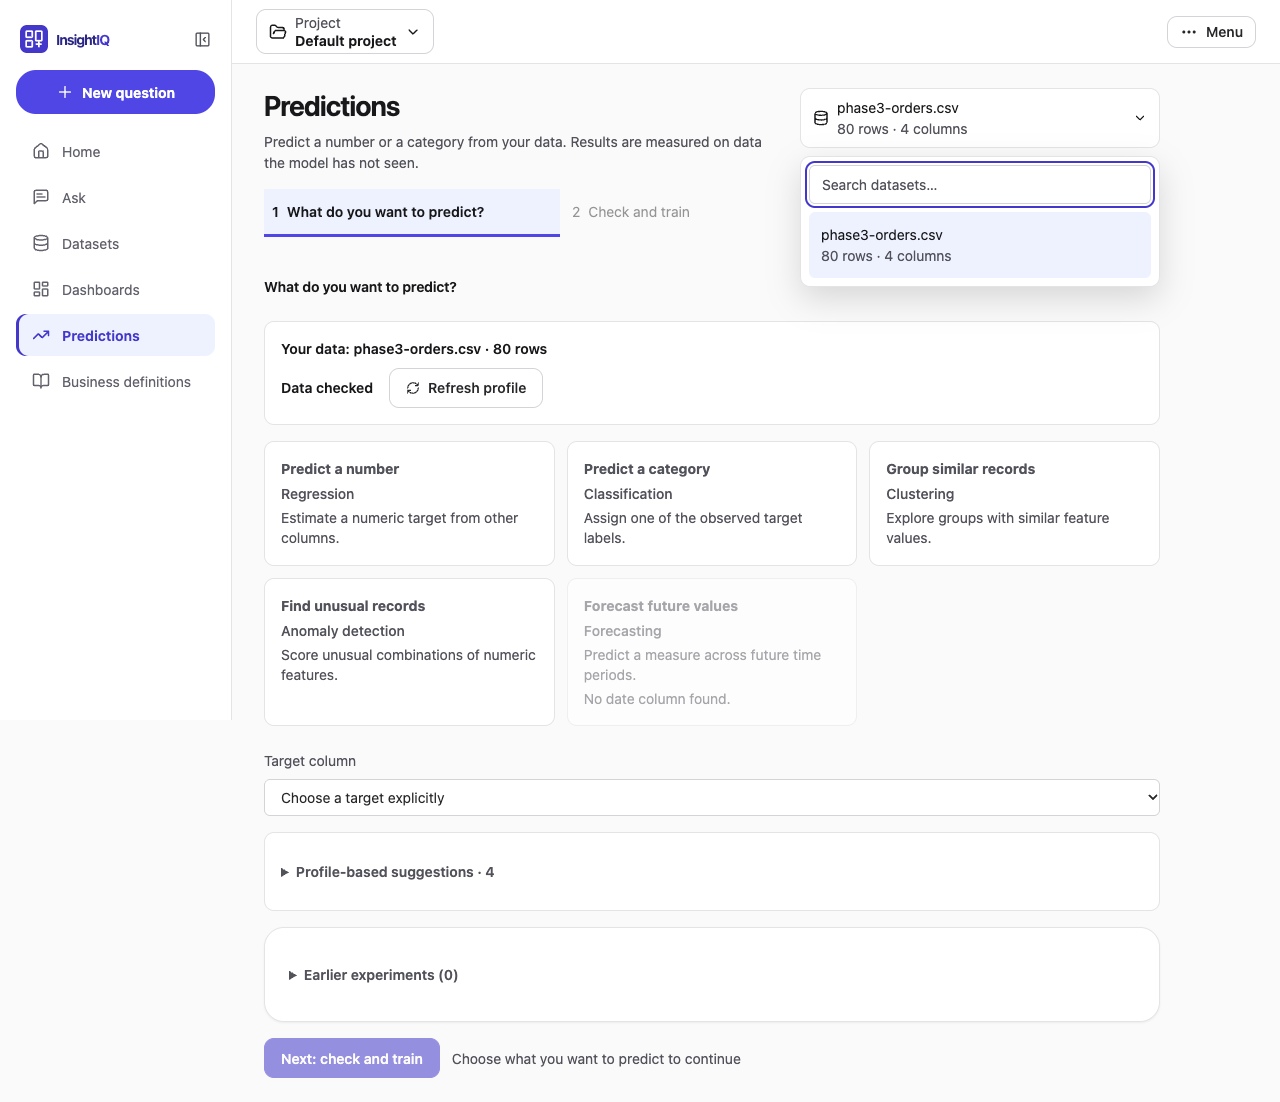 InsightIQ
New question
Home
Ask
Datasets
Dashboards
Predictions
Business definitions
Project
Default project
Menu
Predictions
Predict a number or a category from your data. Results are measured on data
the model has not seen.
phase3-orders.csv
80 rows · 4 columns
Search datasets...
phase3-orders.csv
80 rows · 4 columns
1 What do you want to predict?
2 Check and train
What do you want to predict?
Your data: phase3-orders.csv · 80 rows
Data checked
Refresh profile
Predict a number
Regression
Estimate a numeric target from other
columns.
Predict a category
Classification
Assign one of the observed target
labels.
Group similar records
Clustering
Explore groups with similar feature
values.
Find unusual records
Anomaly detection
Score unusual combinations of numeric
features.
Forecast future values
Forecasting
Predict a measure across future time
periods.
No date column found.
Target column
Choose a target explicitly
Profile-based suggestions · 4
Earlier experiments (0)
Next: check and train
Choose what you want to predict to continue